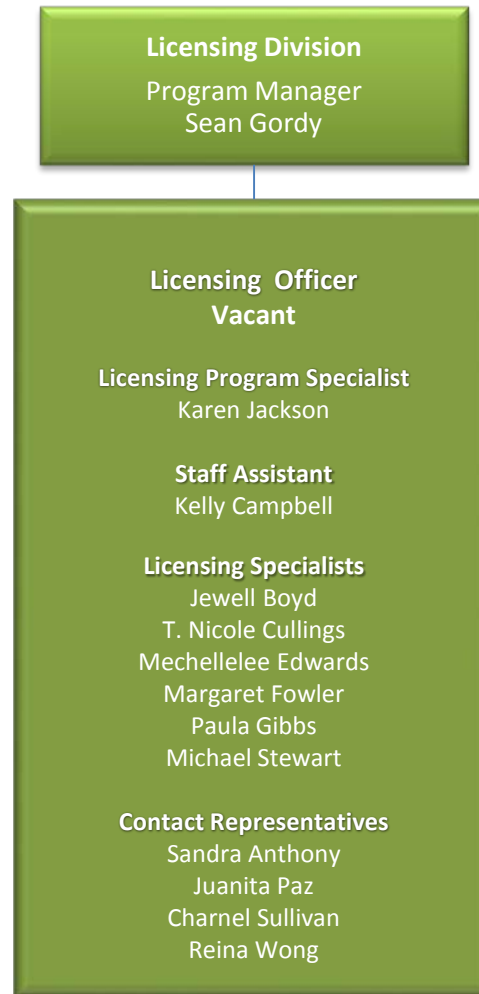 Licensing Division
Program Manager
Sean Gordy
Licensing Officer
Vacant
Licensing Program Specialist
Karen Jackson
Staff Assistant
Kelly Campbell
Licensing Specialists
Jewell Boyd
T. Nicole Cullings
Mechellelee Edwards
Margaret Fowler
Paula Gibbs
Michael Stewart
Contact Representatives
Sandra Anthony
Juanita Paz
Charnel Sullivan
Reina Wong